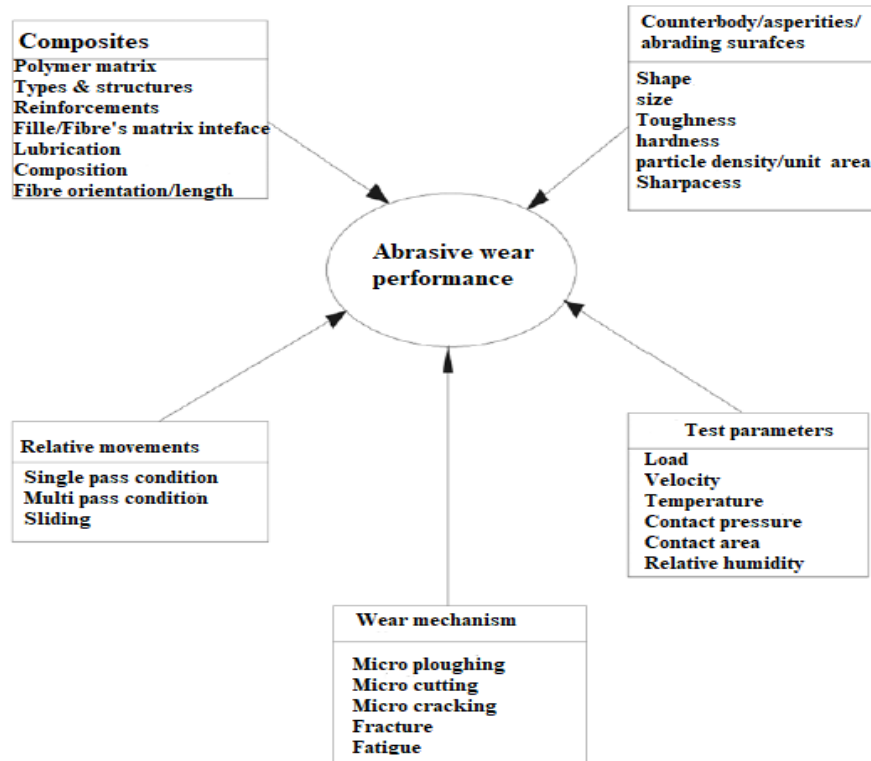 Composites
Polymer matrix
Types & structures
Reinforcements
Fille/Fibre's matrix inteface
Lubrication
Composition
Fibre orientation/length
Counterbody/asperities/
abrading surafces
Shape
size
Toughness
hardness
particle density/unit area
Sharpacess
Abrasive wear
performance
Relative movements
Single pass condition
Multi pass condition
Sliding
Test parameters
Load
Velocity
Temperature
Contact pressure
Contact area
Relative humidity
Wear mechanism
Micro ploughing
Micro cutting
Micro cracking
Fracture
Fatigue